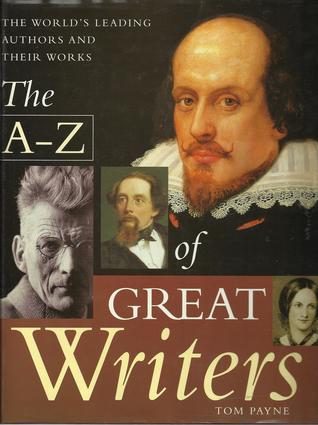 THE WORLD'S LEADING
AUTHORS AND
THEIR WORKS
The
A–Z
of
GREAT
Writers
TOM PAYNE